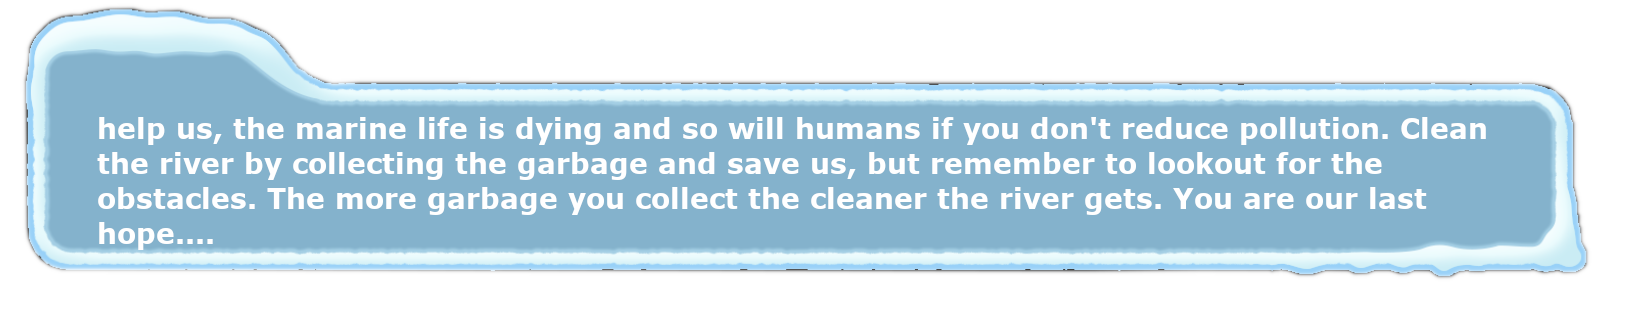 help us, the marine life is dying and so will humans if you don't reduce pollution. Clean
the river by collecting the garbage and save us, but remember to lookout for the
obstacles. The more garbage you collect the cleaner the river gets. You are our last
hope....